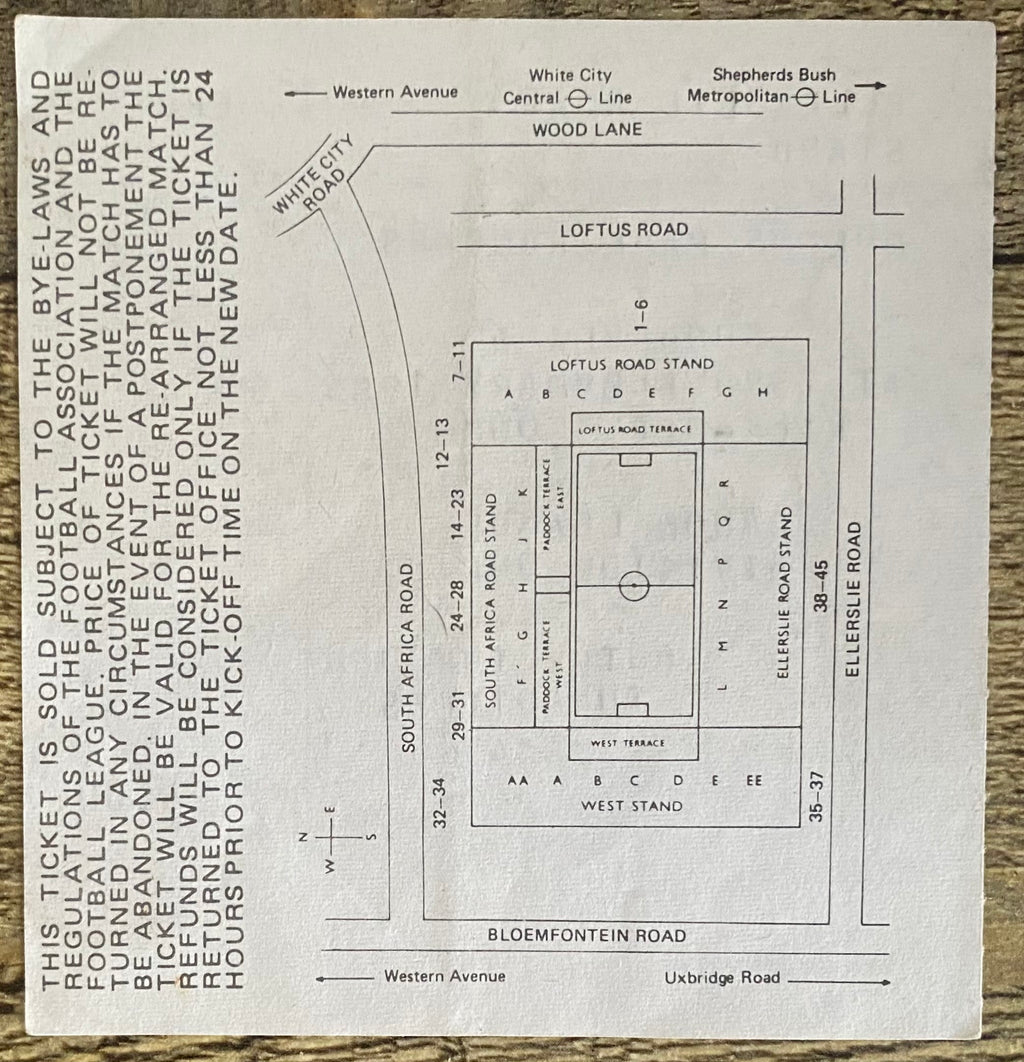 THIS TICKET IS SOLD SUBJECT TO THE BYE-LAWS AND
REGULATIONS OF THE FOOTBALL ASSOCIATION AND THE
FOOTBALL LEAGUE. PRICE OF TICKET WILL NOT BE RE-
TURNED IN ANY CIRCUMSTANCES IF THE MATCH HAS TO
BE ABANDONED. IN THE EVENT OF A POSTPONEMENT THE
TICKET WILL BE VALID FOR THE RE-ARRANGED MATCH.
REFUNDS WILL BE CONSIDERED ONLY IF THE TICKET IS
RETURNED TO THE TICKET OFFICE NOT LESS THAN 24
HOURS PRIOR TO KICK-OFF TIME ON THE NEW DATE.
Western Avenue
White City
Central Line
Shepherds Bush
Metropolitan Line
WOOD LANE
WHITE CITY
ROAD
LOFTUS ROAD
1–6
7–11
12–13
14–23
24–28
29–31
32–34
SOUTH AFRICA ROAD
LOFTUS ROAD STAND
A B C D E F G H
LOFTUS ROAD TERRACE
SOUTH AFRICA ROAD STAND
F G H J K
PADDOCK TERRACE
EAST
PADDOCK TERRACE
WEST
L M N P Q R
ELLERSLIE ROAD STAND
38–45
ELLERSLIE ROAD
WEST TERRACE
AA A B C D E EE
WEST STAND
35–37
N
E
S
W
BLOEMFONTEIN ROAD
Western Avenue
Uxbridge Road